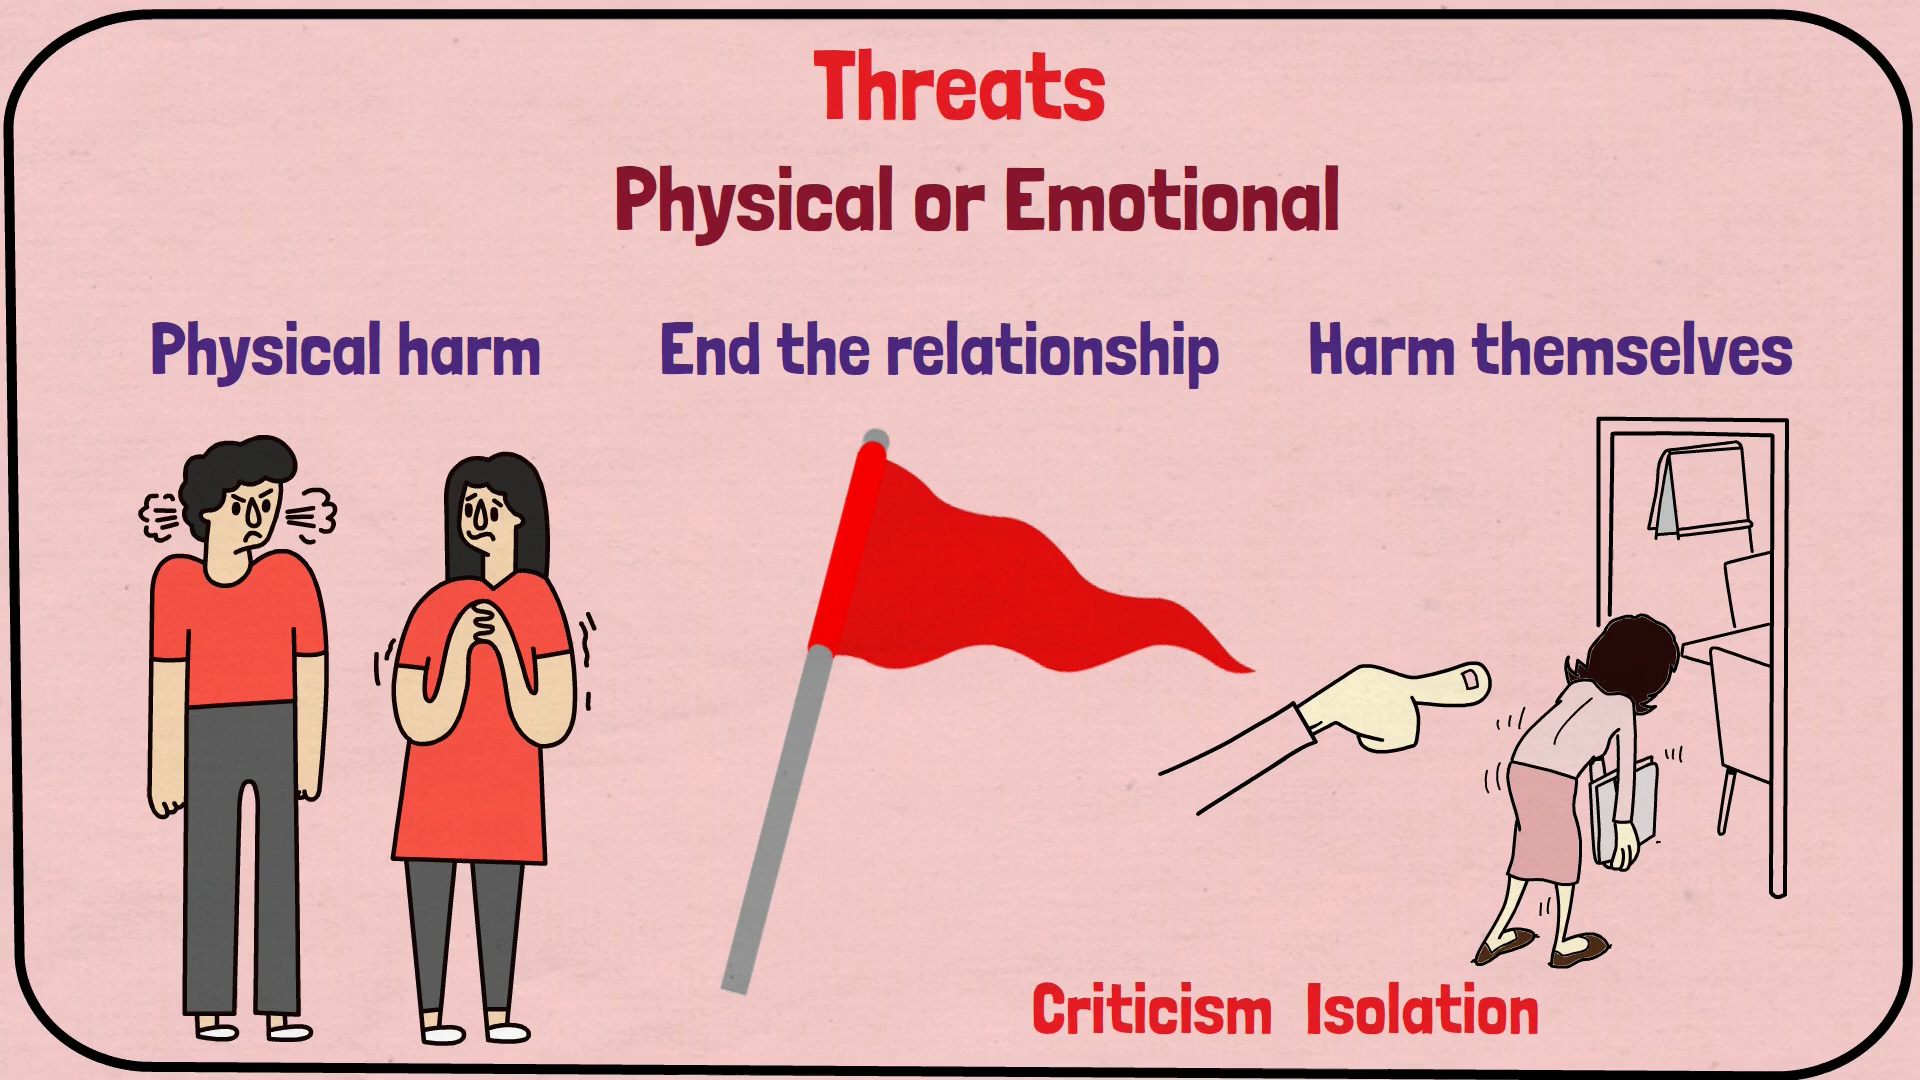 Threats
Physical or Emotional
Physical harm
End the relationship
Harm themselves
Criticism Isolation